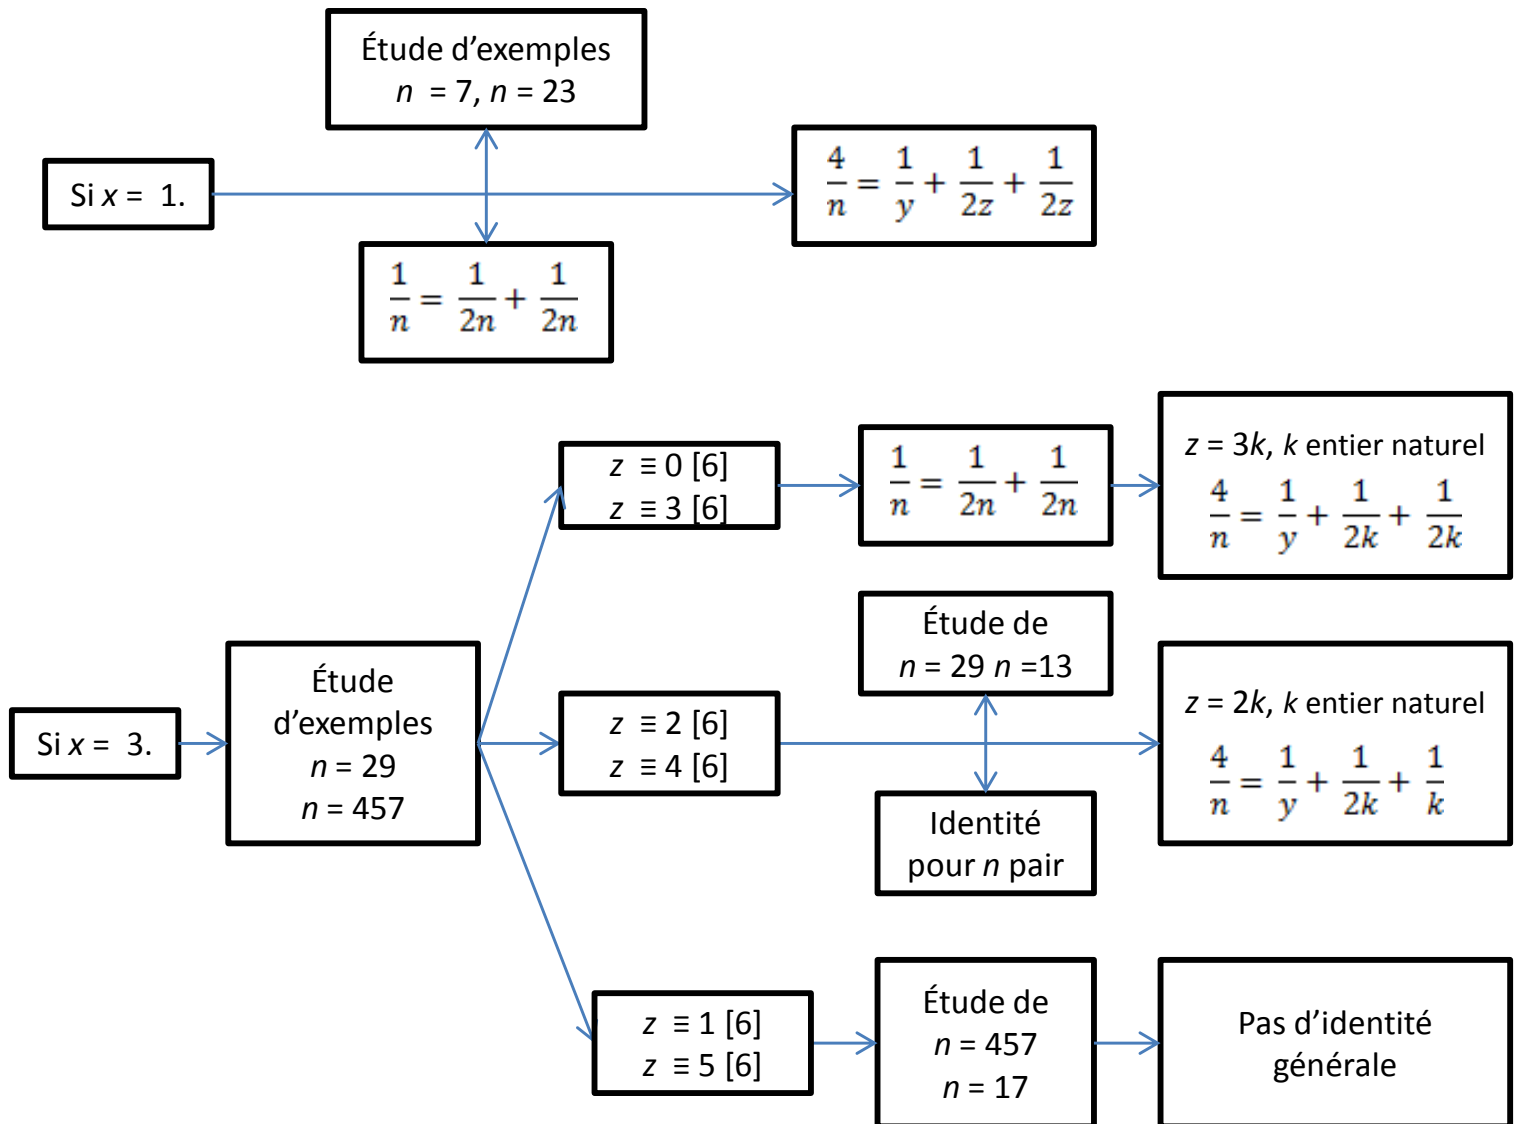 Étude d’exemples
n = 7, n = 23
Si x = 1.
4/n = 1/y + 1/2z + 1/2z
1/n = 1/2n + 1/2n
z ≡ 0 [6]
z ≡ 3 [6]
1/n = 1/2n + 1/2n
z = 3k, k entier naturel
4/n = 1/y + 1/2k + 1/2k
Étude de
n = 29 n =13
Si x = 3.
Étude
d’exemples
n = 29
n = 457
z ≡ 2 [6]
z ≡ 4 [6]
z = 2k, k entier naturel
4/n = 1/y + 1/2k + 1/k
Identité
pour n pair
z ≡ 1 [6]
z ≡ 5 [6]
Étude de
n = 457
n = 17
Pas d’identité
générale